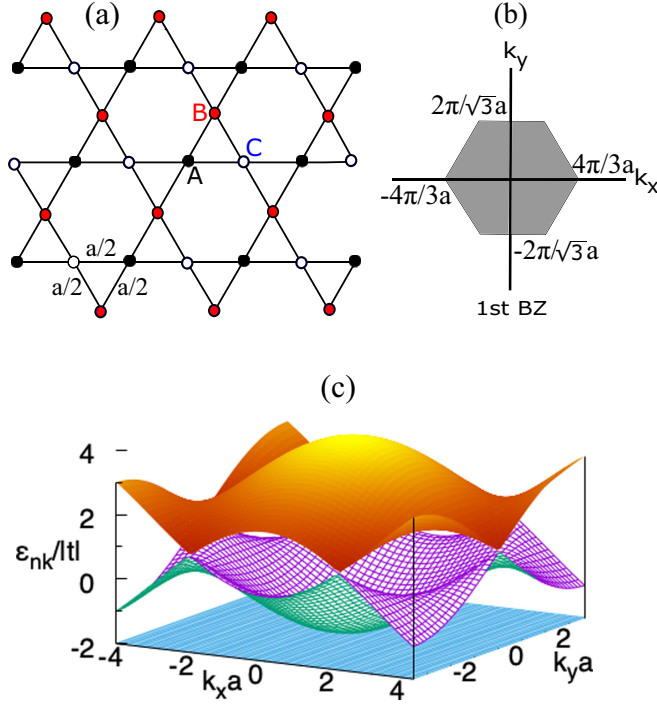 (a)
B
C
A
a/2
a/2
a/2
(b)
k_y
2π/√3a
4π/3a
k_x
-4π/3a
-2π/√3a
1st BZ
(c)
ε_nk/|t|
4
2
0
-2
-4
-2
0
2
4
k_xa
-2
0
2
k_ya